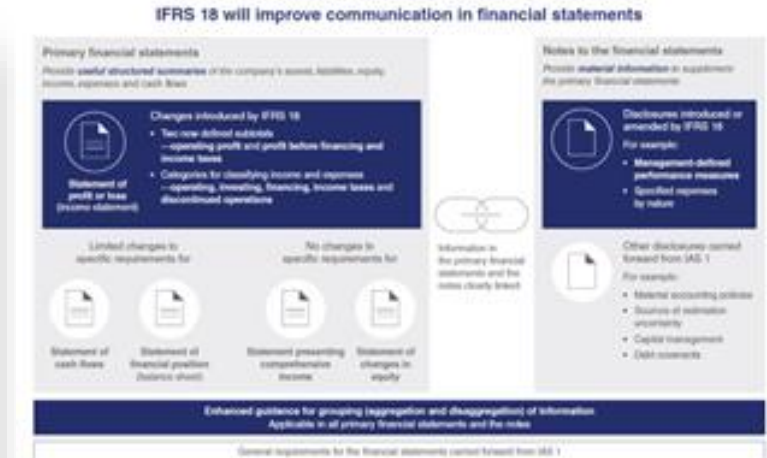 IFRS 18 will improve communication in financial statements
Primary financial statements
Provide useful structured summaries of the company's assets, liabilities, equity,
income, expenses and cash flows
Changes introduced by IFRS 18
• Two new defined subtotals
—operating profit and profit before financing and
income taxes
• Categories for classifying income and expenses
—operating, investing, financing, income taxes and
discontinued operations
Statement of
profit or loss
(income statement)
Limited changes to
specific requirements for
No changes to
specific requirements for
Statement of
cash flows
Statement of
financial position
(balance sheet)
Statement presenting
comprehensive
income
Statement of
changes in
equity
Information in
the primary financial
statements and the
notes clearly linked
Notes to the financial statements
Provide material information to supplement
the primary financial statements
Disclosures introduced or
amended by IFRS 18
For example:
• Management-defined
performance measures
• Specified expenses
by nature
Other disclosures carried
forward from IAS 1
For example:
• Material accounting policies
• Sources of estimation
uncertainty
• Capital management
• Debt covenants
Enhanced guidance for grouping (aggregation and disaggregation) of information
Applicable in all primary financial statements and the notes
General requirements for the financial statements carried forward from IAS 1